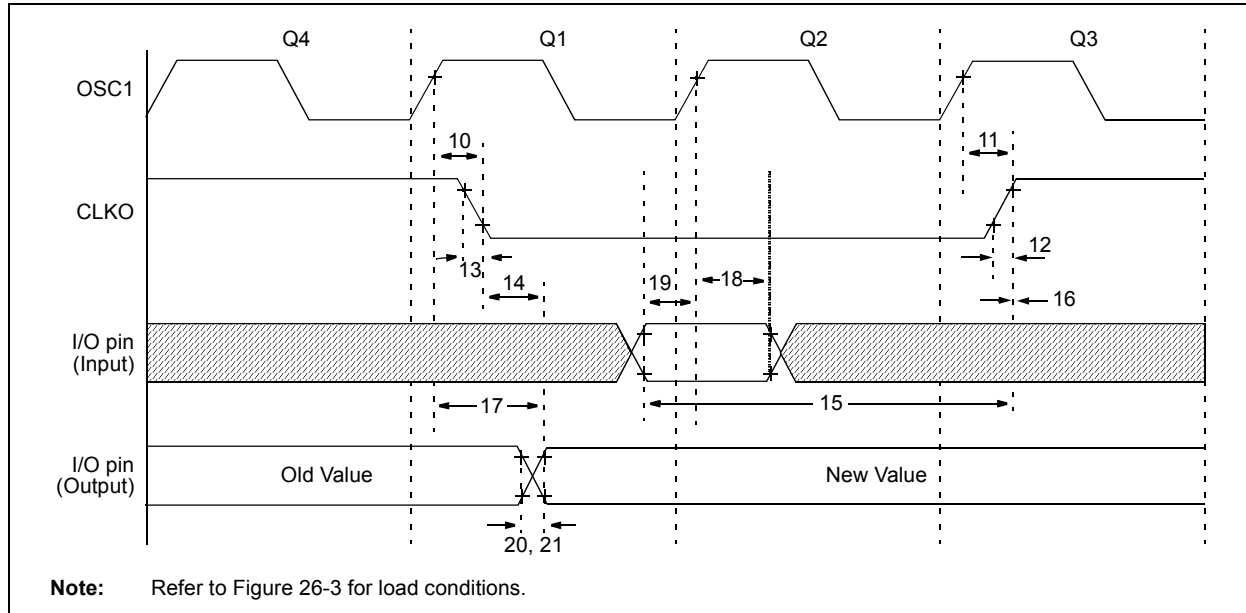 Q4 Q1 Q2 Q3
OSC1
10 11
CLKO
13 12
14 19 18 16
I/O pin
(Input)
17 15
I/O pin
(Output)
Old Value New Value
20, 21
Note: Refer to Figure 26-3 for load conditions.